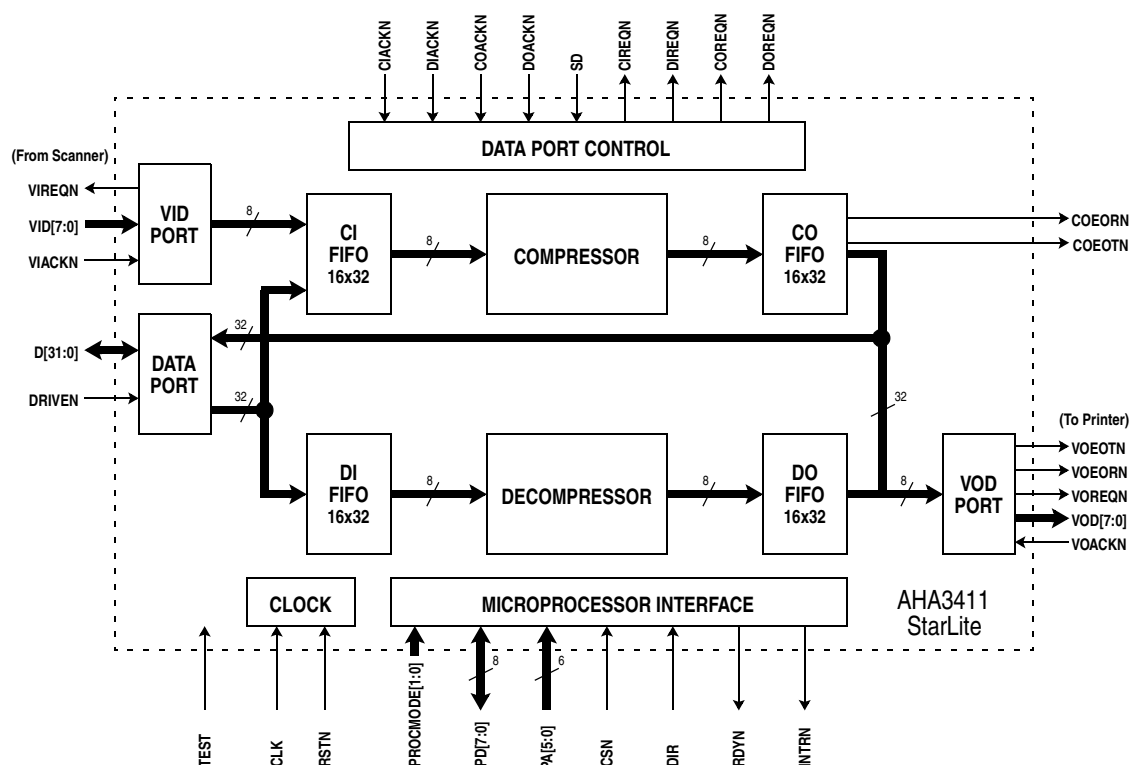 CIACKN
DIACKN
COACKN
DOACKN
SD
CIREQN
DIREQN
COREQN
DOREQN
DATA PORT CONTROL
(From Scanner)
VIREQN
VID[7:0]
VIACKN
VID
PORT
8
CI
FIFO
16x32
8
COMPRESSOR
8
CO
FIFO
16x32
COEORN
COEOTN
D[31:0]
DRIVEN
DATA
PORT
32
32
32
DI
FIFO
16x32
8
DECOMPRESSOR
8
DO
FIFO
16x32
8
VOD
PORT
(To Printer)
VOEOTN
VOEORN
VOREQN
VOD[7:0]
VOACKN
CLOCK
MICROPROCESSOR INTERFACE
AHA3411
StarLite
8
6
TEST
CLK
RSTN
PROCMODE[1:0]
PD[7:0]
PA[5:0]
CSN
DIR
RDYN
INTRN